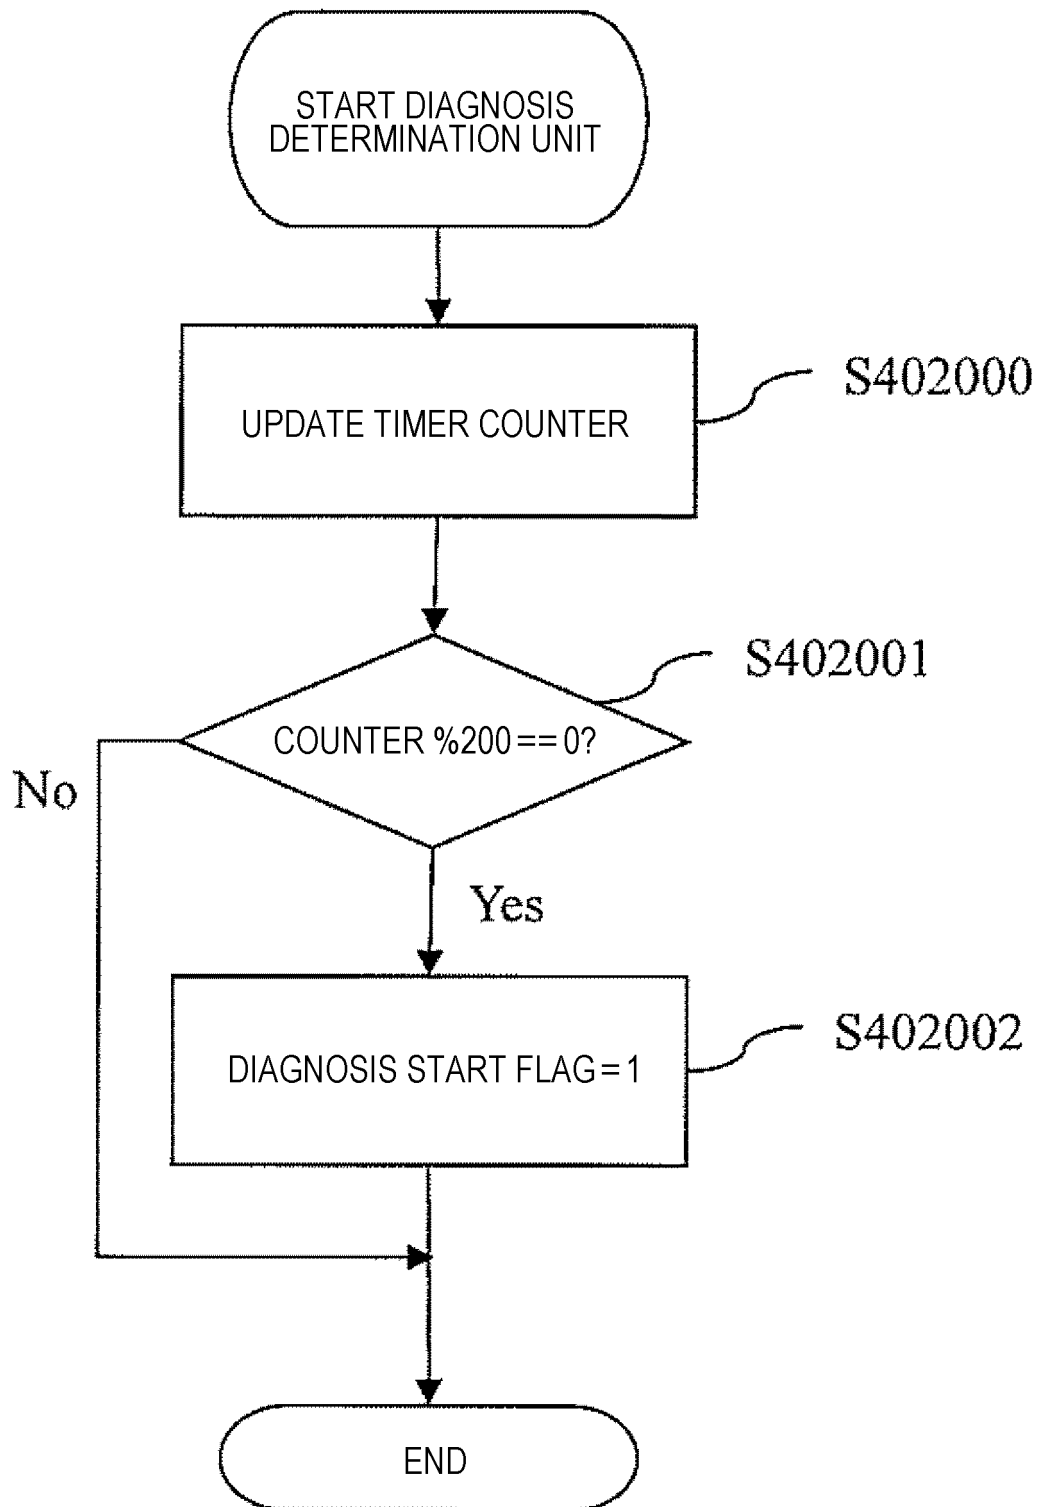 START DIAGNOSIS
DETERMINATION UNIT
UPDATE TIMER COUNTER
S402000
COUNTER %200 == 0?
S402001
No
Yes
DIAGNOSIS START FLAG = 1
S402002
END